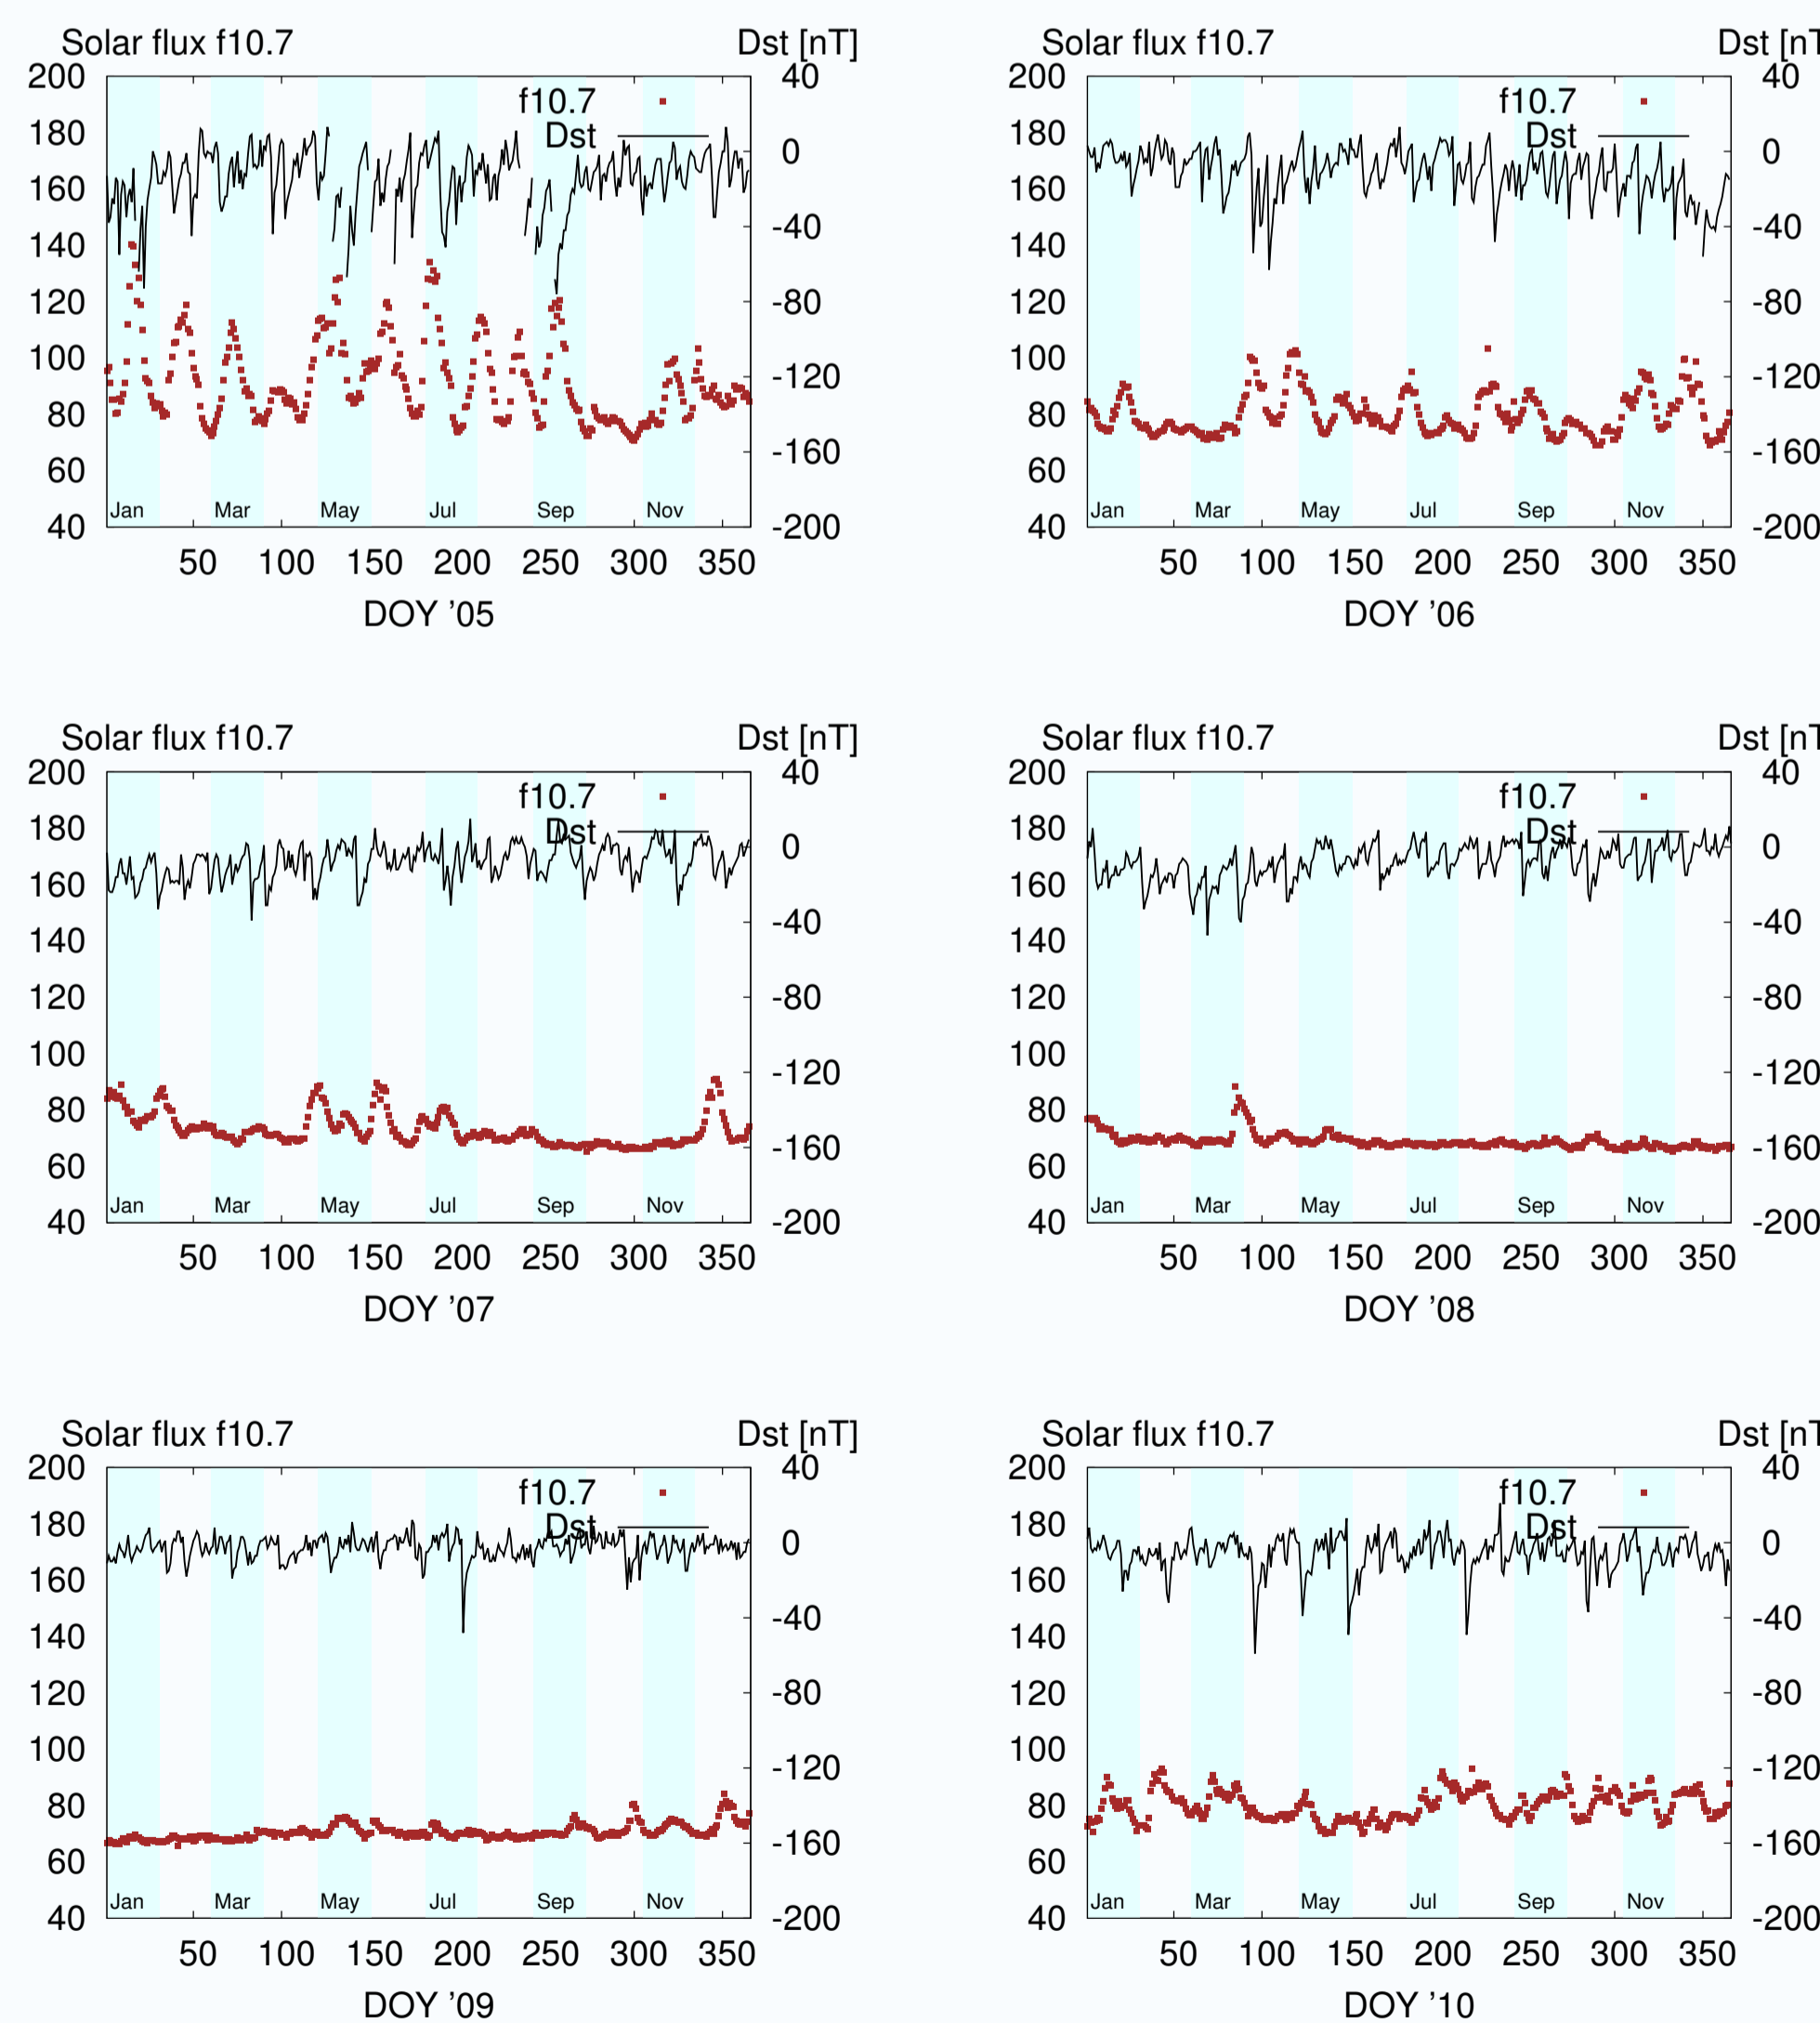 Solar flux f10.7 Dst [nT] Solar flux f10.7 Dst [nT
200 40 200 40
f10.7 f10.7
180 Dst 0 180 Dst 0
160 160
140 -40 140 -40
120 -80 120 -80
100 -120 100 -120
80 80
60 -160 60 -160
Jan Mar May Jul Sep Nov Jan Mar May Jul Sep Nov
40 -200 40 -200
50 100 150 200 250 300 350 50 100 150 200 250 300 350
DOY ’05 DOY ’06
Solar flux f10.7 Dst [nT] Solar flux f10.7 Dst [nT
200 40 200 40
f10.7 f10.7
180 Dst 0 180 Dst 0
160 160
140 -40 140 -40
120 -80 120 -80
100 -120 100 -120
80 80
60 -160 60 -160
Jan Mar May Jul Sep Nov Jan Mar May Jul Sep Nov
40 -200 40 -200
50 100 150 200 250 300 350 50 100 150 200 250 300 350
DOY ’07 DOY ’08
Solar flux f10.7 Dst [nT] Solar flux f10.7 Dst [nT
200 40 200 40
f10.7 f10.7
180 Dst 0 180 Dst 0
160 160
140 -40 140 -40
120 -80 120 -80
100 -120 100 -120
80 80
60 -160 60 -160
Jan Mar May Jul Sep Nov Jan Mar May Jul Sep Nov
40 -200 40 -200
50 100 150 200 250 300 350 50 100 150 200 250 300 350
DOY ’09 DOY ’10